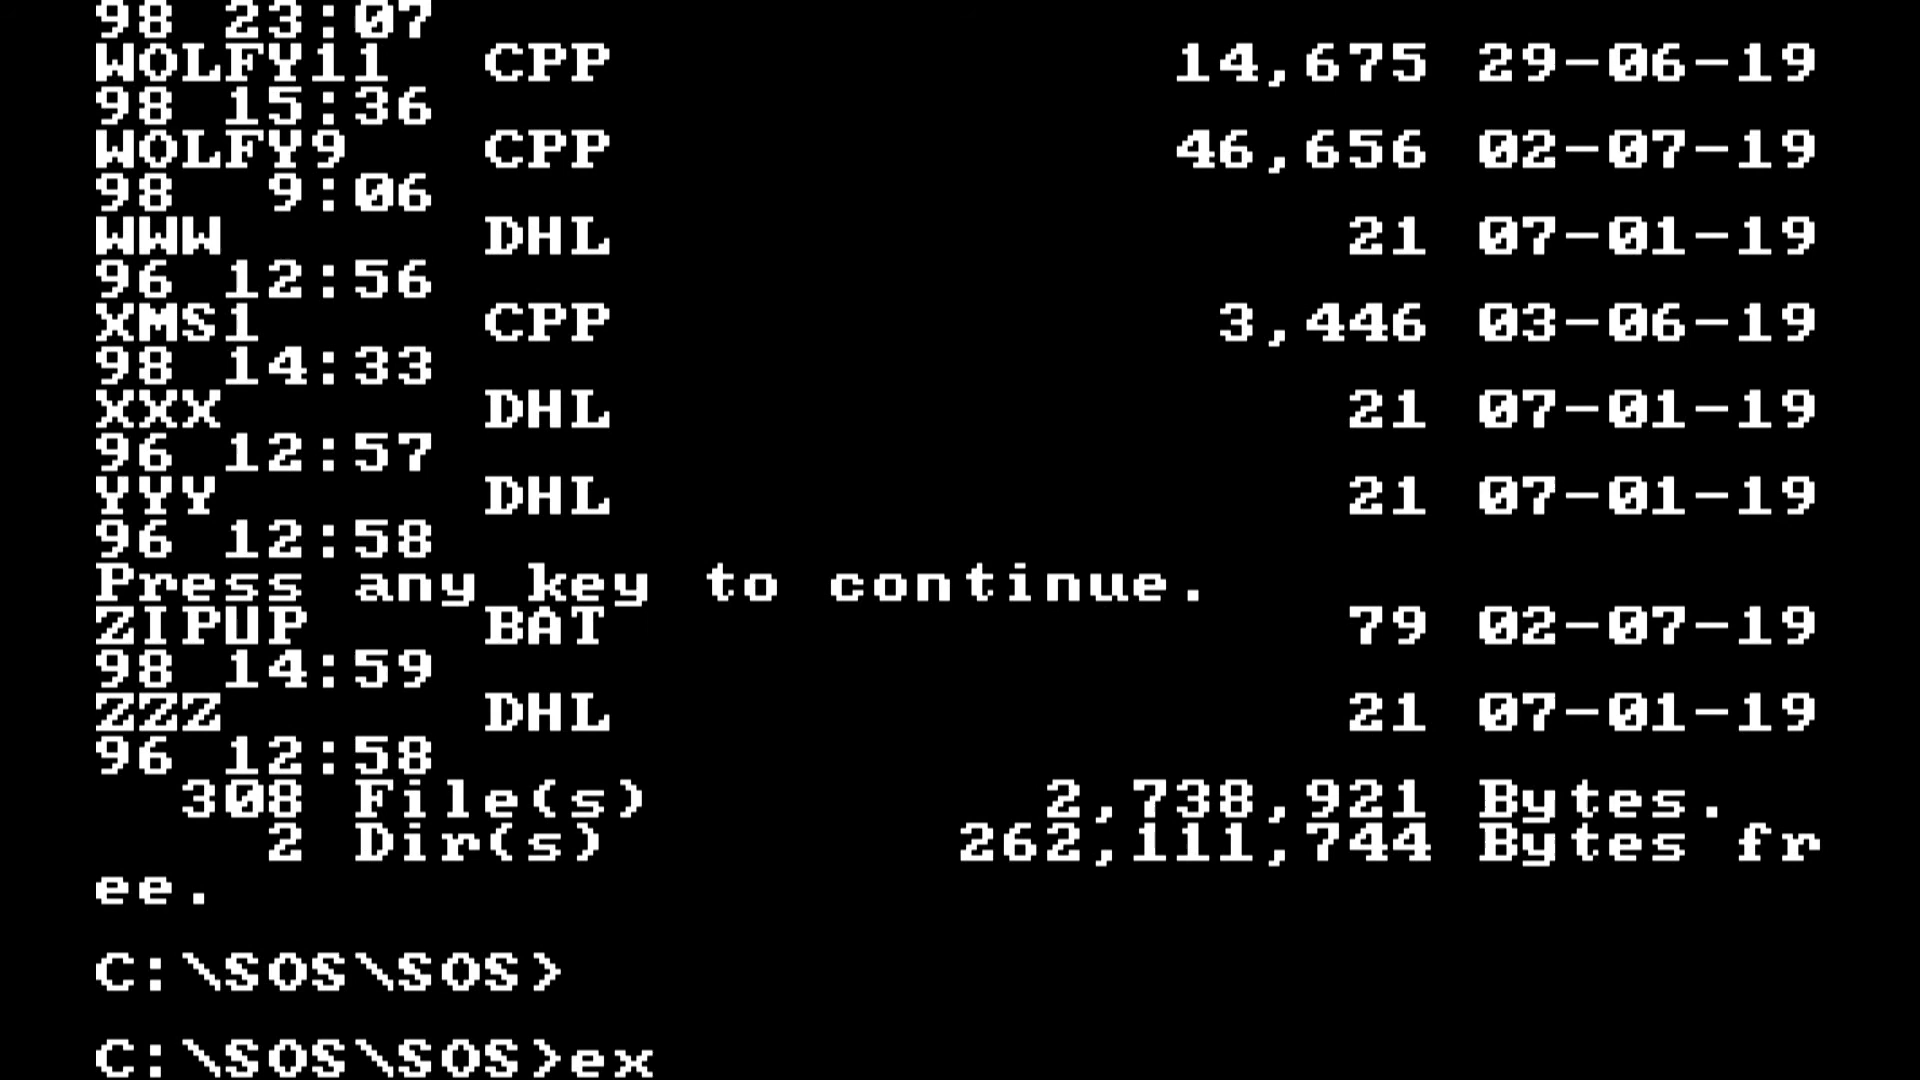 98 23:07
WOLFY11  CPP                14,675 29-06-19
98 15:36
WOLFY9   CPP                46,656 02-07-19
98  9:06
WWW      DHL                    21 07-01-19
96 12:56
XMS1     CPP                 3,446 03-06-19
98 14:33
XXX      DHL                    21 07-01-19
96 12:57
YYY      DHL                    21 07-01-19
96 12:58
Press any key to continue.
ZIPUP    BAT                    79 02-07-19
98 14:59
ZZZ      DHL                    21 07-01-19
96 12:58
308 File(s)          2,738,921 Bytes.
2 Dir(s)         262,111,744 Bytes fr
ee.
C:\SOS\SOS>
C:\SOS\SOS>ex